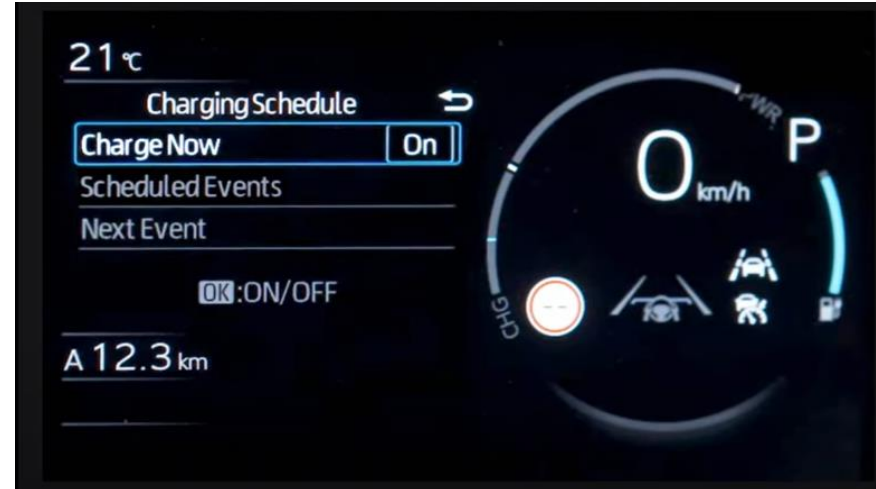 21 ℃
Charging Schedule
Charge Now On
Scheduled Events
Next Event
OK:ON/OFF
A 12.3 km
PWR
P
0 km/h
CHG
--